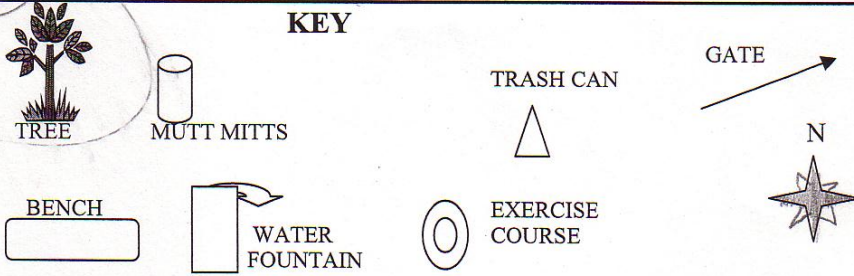 KEY
GATE
TRASH CAN
TREE
MUTT MITTS
N
BENCH
WATER
FOUNTAIN
EXERCISE
COURSE